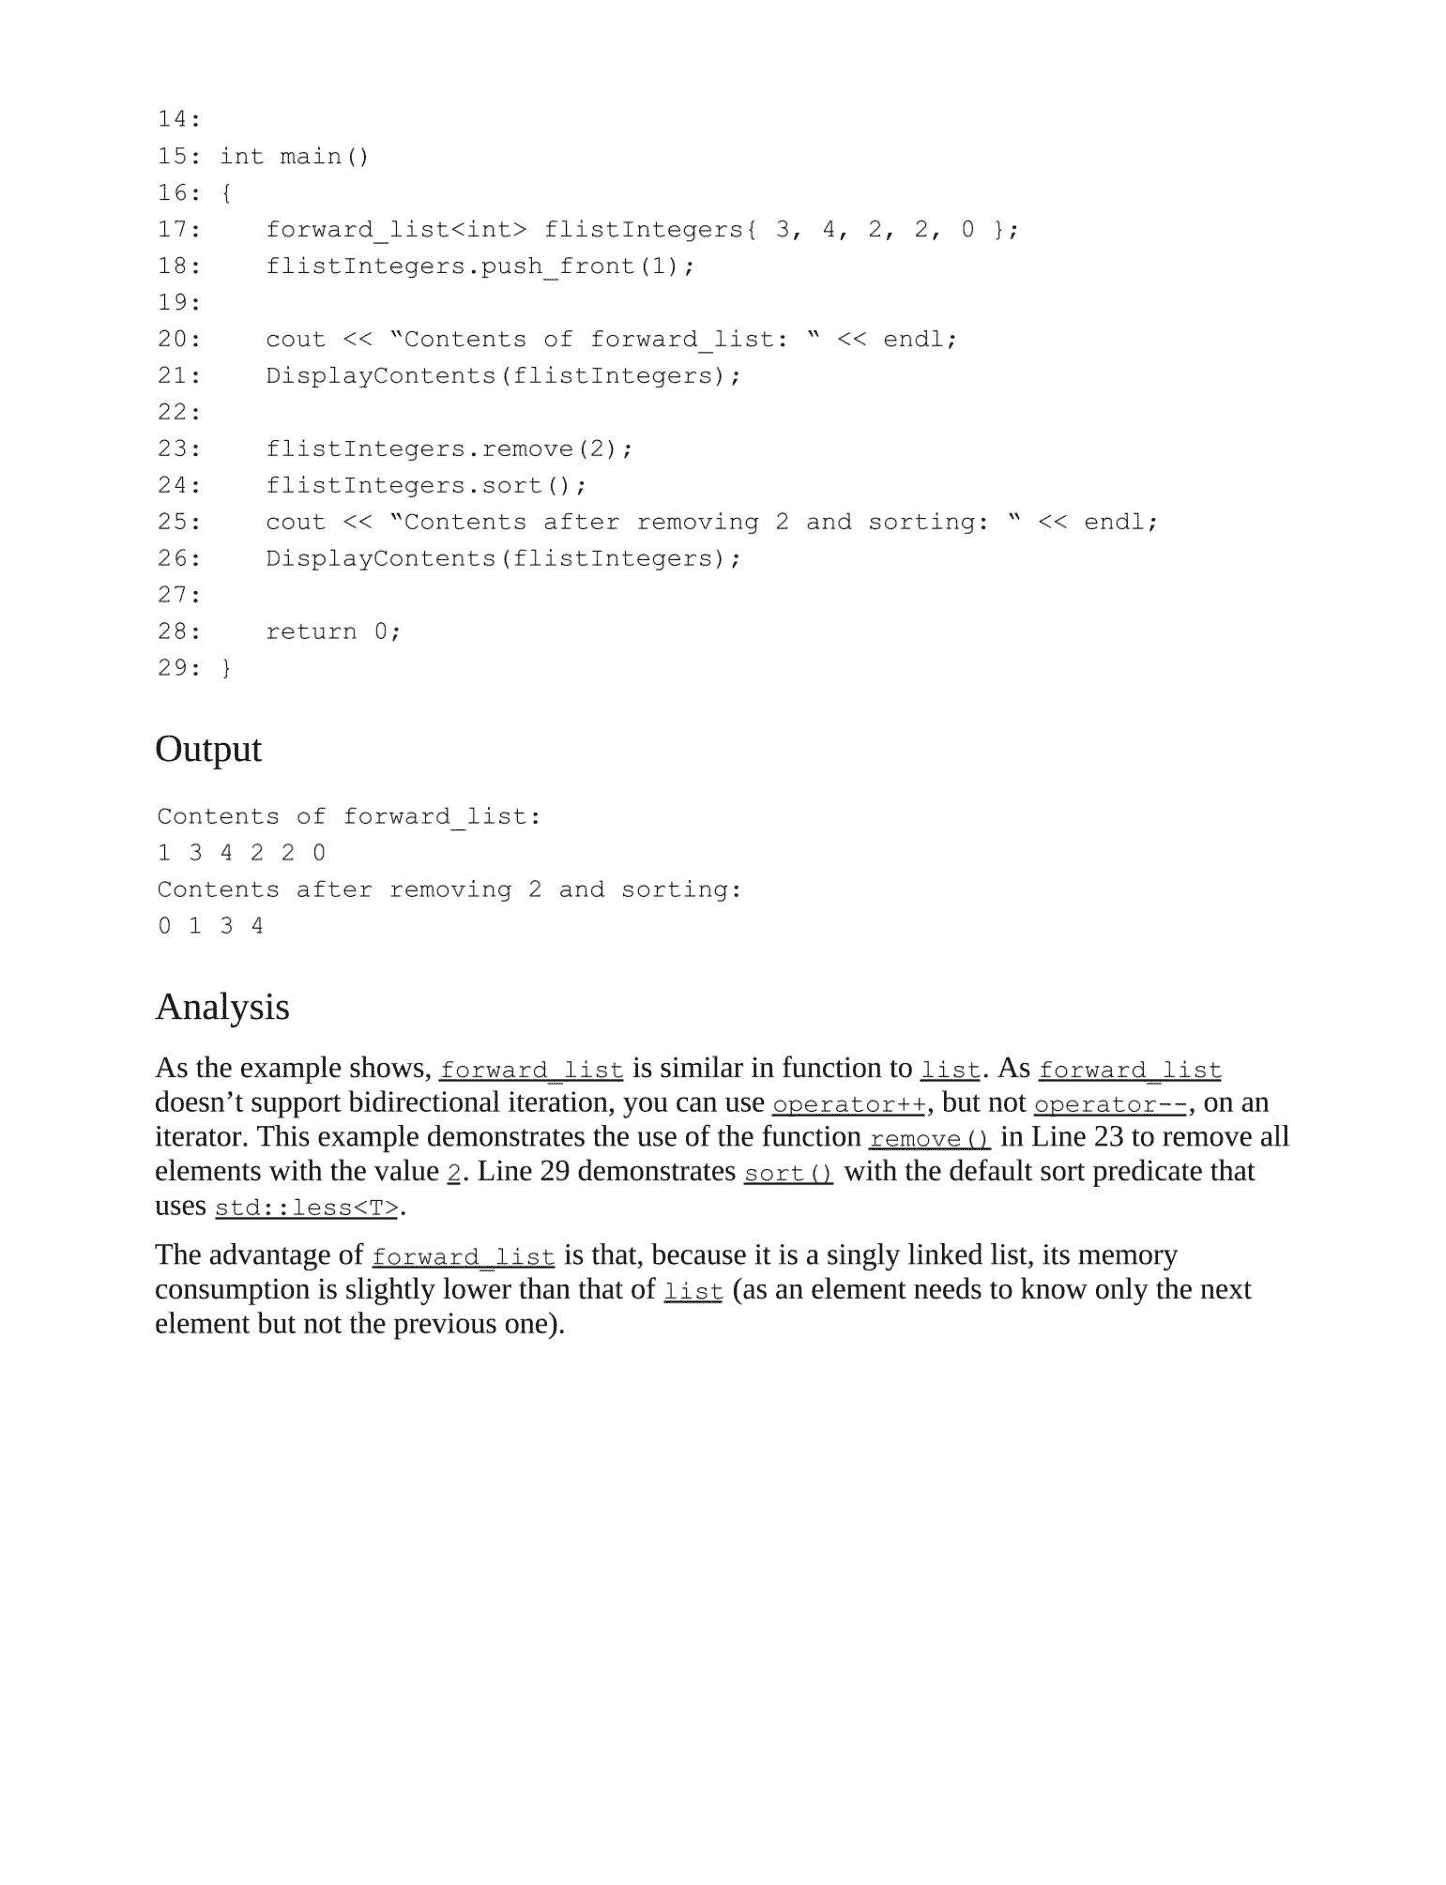 14:
15: int main()
16: {
17:    forward_list<int> flistIntegers{ 3, 4, 2, 2, 0 };
18:    flistIntegers.push_front(1);
19:
20:    cout << “Contents of forward_list: “ << endl;
21:    DisplayContents(flistIntegers);
22:
23:    flistIntegers.remove(2);
24:    flistIntegers.sort();
25:    cout << “Contents after removing 2 and sorting: “ << endl;
26:    DisplayContents(flistIntegers);
27:
28:    return 0;
29: }
Output
Contents of forward_list:
1 3 4 2 2 0
Contents after removing 2 and sorting:
0 1 3 4
Analysis
As the example shows, forward_list is similar in function to list. As forward_list
doesn’t support bidirectional iteration, you can use operator++, but not operator--, on an
iterator. This example demonstrates the use of the function remove() in Line 23 to remove all
elements with the value 2. Line 29 demonstrates sort() with the default sort predicate that
uses std::less<T>.
The advantage of forward_list is that, because it is a singly linked list, its memory
consumption is slightly lower than that of list (as an element needs to know only the next
element but not the previous one).